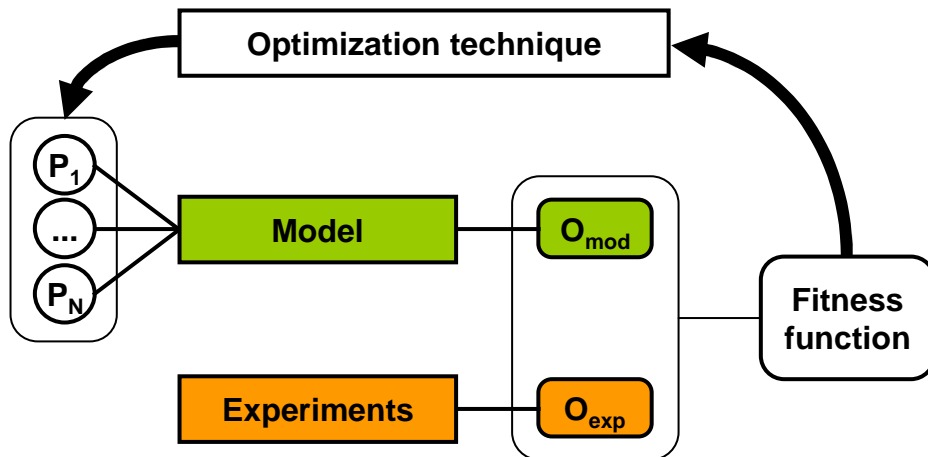 Optimization technique
P1
...
PN
Model
Omod
Fitness
function
Experiments
Oexp